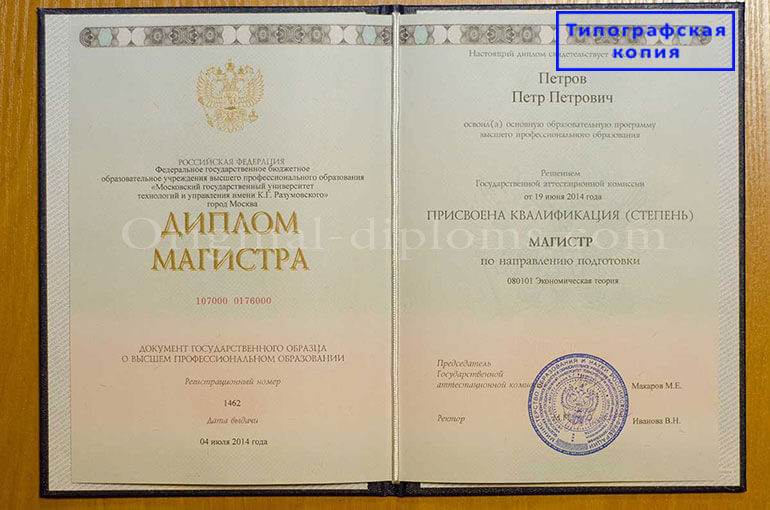 Типографская
копия
РОССИЙСКАЯ ФЕДЕРАЦИЯ
Федеральное государственное бюджетное
образовательное учреждения высшего профессионального образования
«Московский государственный университет
технологий и управления имени К.Г. Разумовского»
город Москва
ДИПЛОМ
МАГИСТРА
107000 0176000
ДОКУМЕНТ ГОСУДАРСТВЕННОГО ОБРАЗЦА
О ВЫСШЕМ ПРОФЕССИОНАЛЬНОМ ОБРАЗОВАНИИ
Регистрационный номер
1462
Дата выдачи
04 июля 2014 года
Настоящий диплом свидетельствует
Петров
Петр Петрович
освоил(а) основную образовательную программу
высшего профессионального образования
Решением
Государственной аттестационной комиссии
от 19 июня 2014 года
ПРИСВОЕНА КВАЛИФИКАЦИЯ (СТЕПЕНЬ)
МАГИСТР
по направлению подготовки
080101 Экономическая теория
Председатель
Государственной
аттестационной
Макаров М.Е.
Ректор
Иванова В.Н.
Original-diploms.com